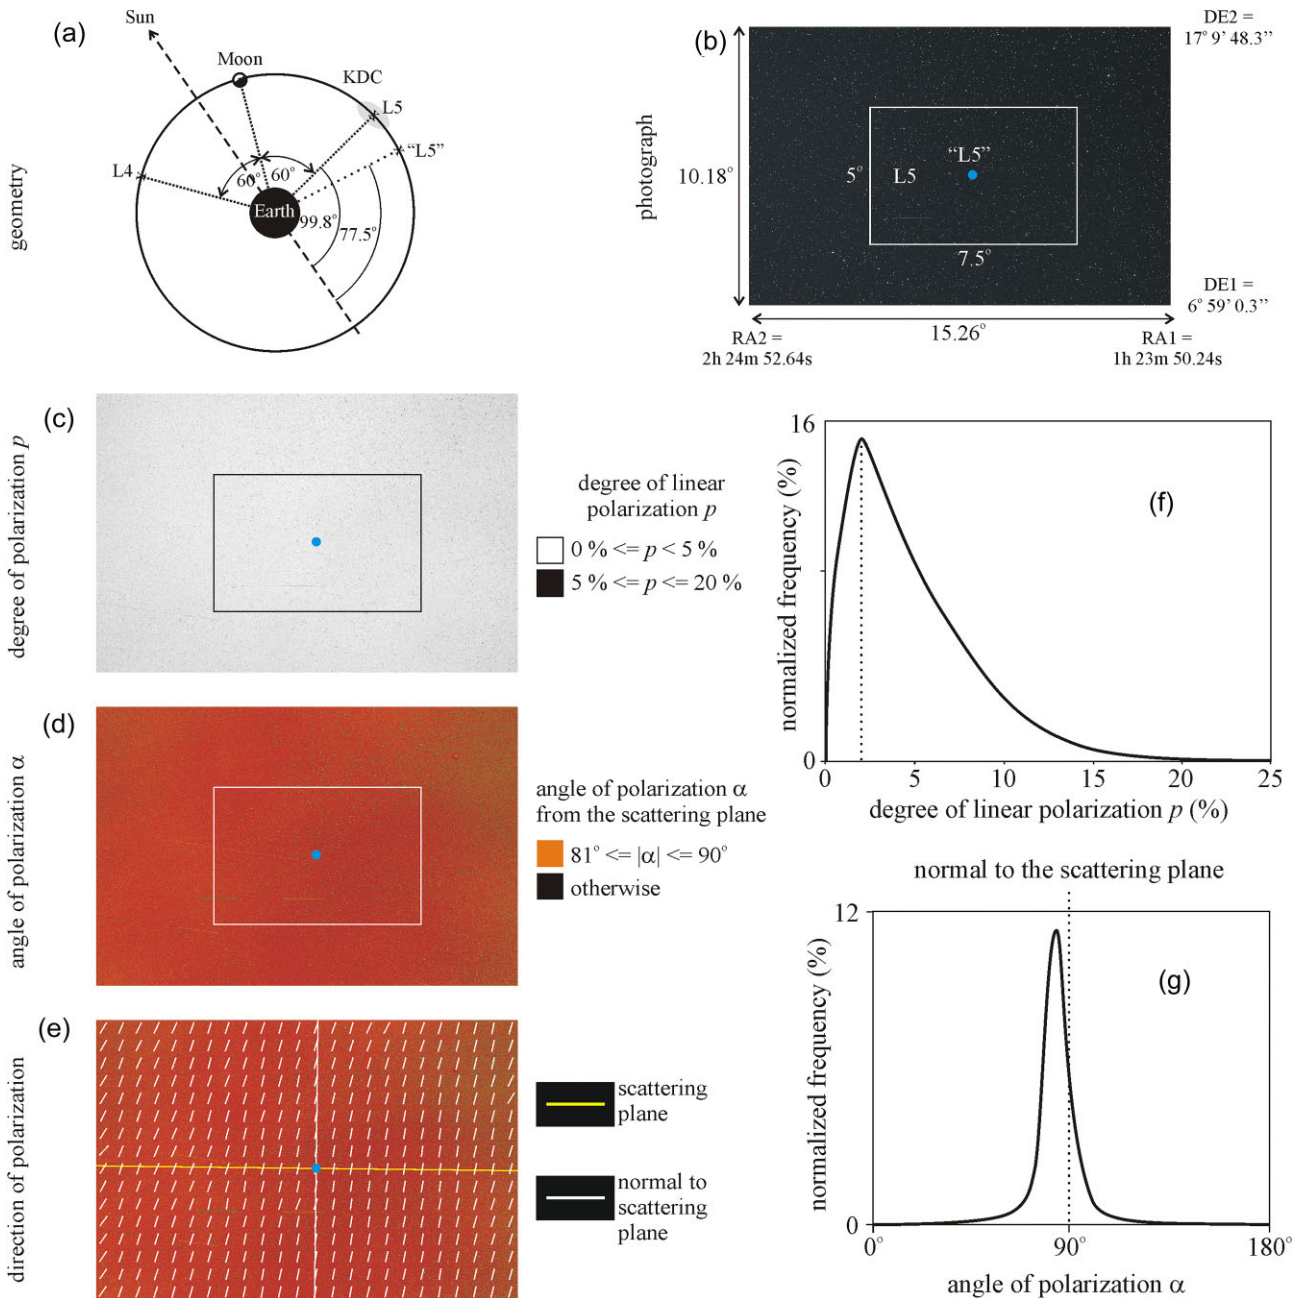 (a)
Sun
Moon
KDC
L5
"L5"
L4
60°
60°
Earth
99.8°
77.5°
geometry
(b)
DE2 =
17° 9' 48.3''
photograph
10.18°
5°
L5
"L5"
7.5°
DE1 =
6° 59' 0.3''
15.26°
RA2 =
2h 24m 52.64s
RA1 =
1h 23m 50.24s
(c)
degree of polarization p
degree of linear
polarization p
0 % <= p < 5 %
5 % <= p <= 20 %
(d)
angle of polarization α
angle of polarization α
from the scattering plane
81° <= |α| <= 90°
otherwise
(e)
direction of polarization
scattering
plane
normal to
scattering
plane
16
(f)
normalized frequency (%)
0
0
5
10
15
20
25
degree of linear polarization p (%)
normal to the scattering plane
12
(g)
normalized frequency (%)
0
0°
90°
180°
angle of polarization α